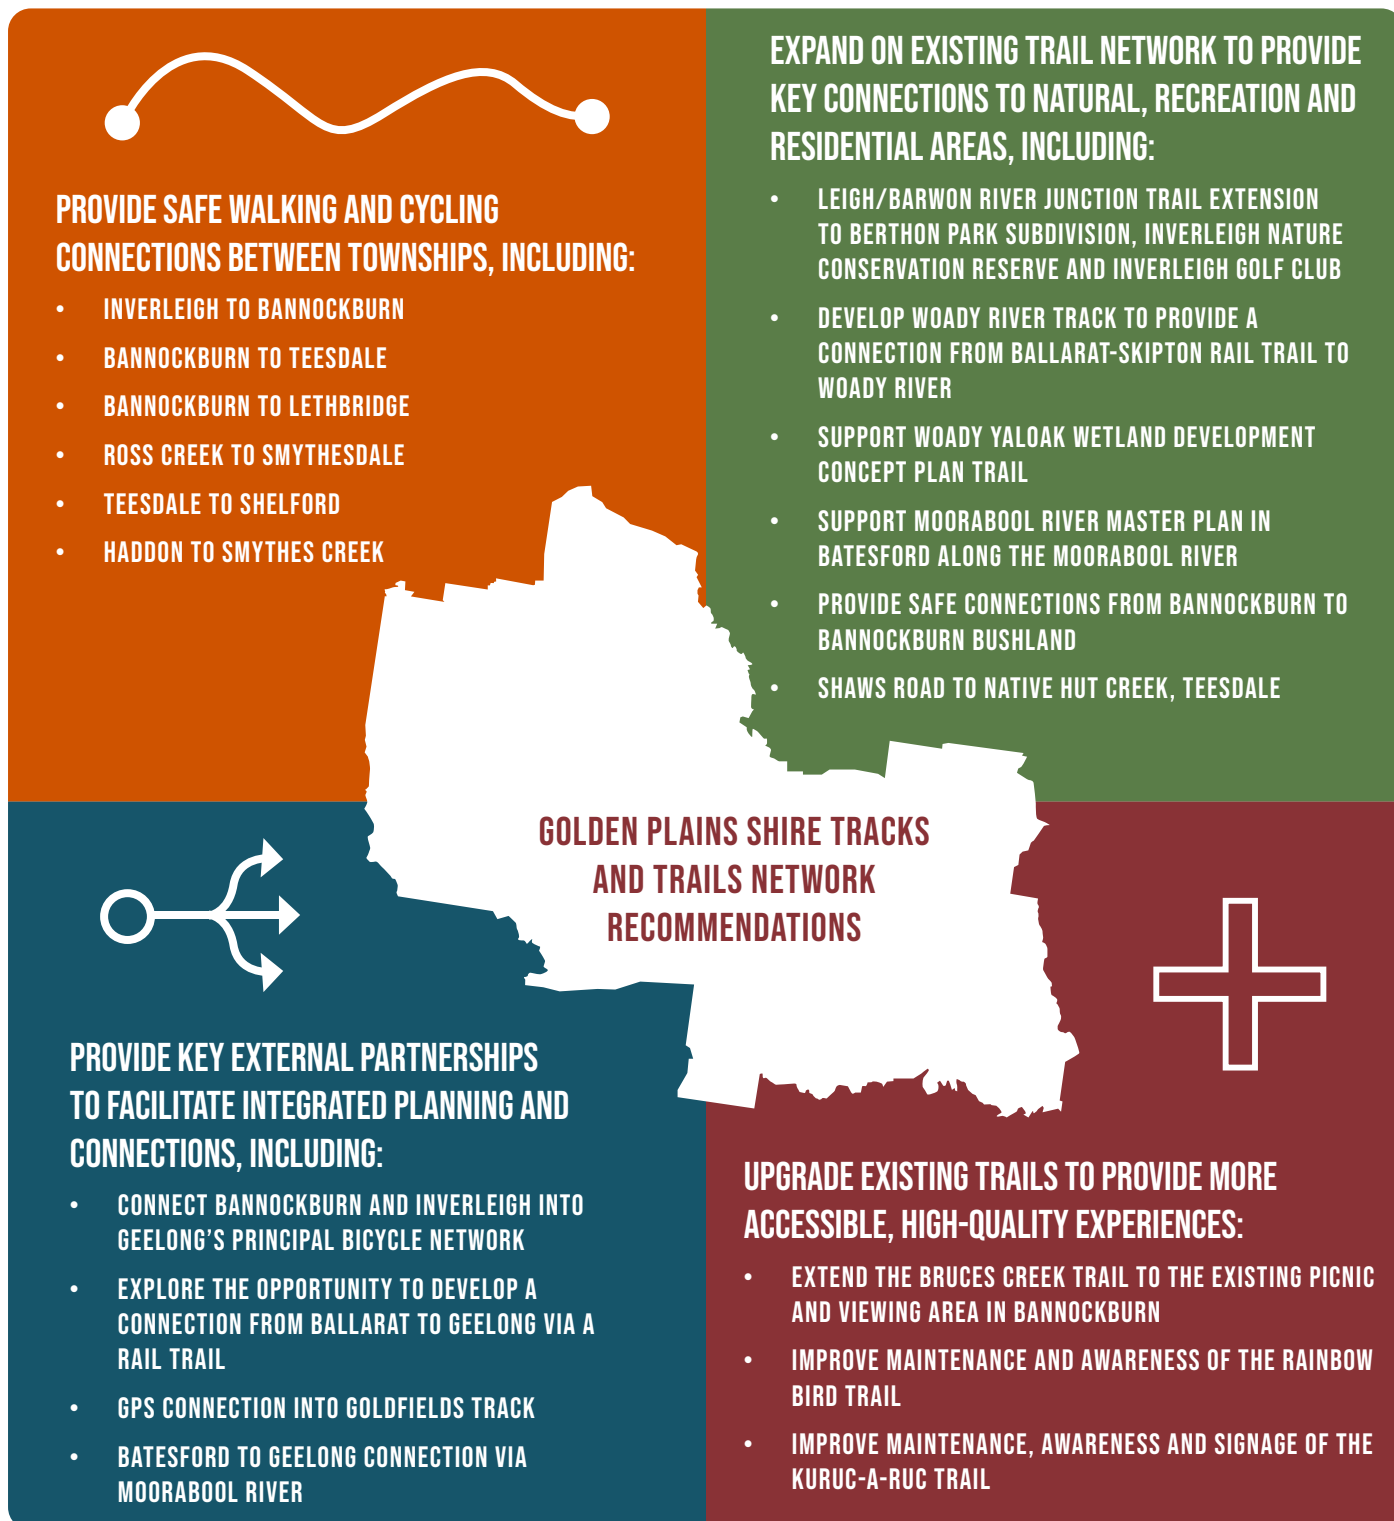 PROVIDE SAFE WALKING AND CYCLING
CONNECTIONS BETWEEN TOWNSHIPS, INCLUDING:
• INVERLEIGH TO BANNOCKBURN
• BANNOCKBURN TO TEESDALE
• BANNOCKBURN TO LETHBRIDGE
• ROSS CREEK TO SMYTHESDALE
• TEESDALE TO SHELFORD
• HADDON TO SMYTHES CREEK
EXPAND ON EXISTING TRAIL NETWORK TO PROVIDE
KEY CONNECTIONS TO NATURAL, RECREATION AND
RESIDENTIAL AREAS, INCLUDING:
• LEIGH/BARWON RIVER JUNCTION TRAIL EXTENSION
TO BERTHON PARK SUBDIVISION, INVERLEIGH NATURE
CONSERVATION RESERVE AND INVERLEIGH GOLF CLUB
• DEVELOP WOADY RIVER TRACK TO PROVIDE A
CONNECTION FROM BALLARAT-SKIPTON RAIL TRAIL TO
WOADY RIVER
• SUPPORT WOADY YALOAK WETLAND DEVELOPMENT
CONCEPT PLAN TRAIL
• SUPPORT MOORABOOL RIVER MASTER PLAN IN
BATESFORD ALONG THE MOORABOOL RIVER
• PROVIDE SAFE CONNECTIONS FROM BANNOCKBURN TO
BANNOCKBURN BUSHLAND
• SHAWS ROAD TO NATIVE HUT CREEK, TEESDALE
GOLDEN PLAINS SHIRE TRACKS
AND TRAILS NETWORK
RECOMMENDATIONS
PROVIDE KEY EXTERNAL PARTNERSHIPS
TO FACILITATE INTEGRATED PLANNING AND
CONNECTIONS, INCLUDING:
• CONNECT BANNOCKBURN AND INVERLEIGH INTO
GEELONG'S PRINCIPAL BICYCLE NETWORK
• EXPLORE THE OPPORTUNITY TO DEVELOP A
CONNECTION FROM BALLARAT TO GEELONG VIA A
RAIL TRAIL
• GPS CONNECTION INTO GOLDFIELDS TRACK
• BATESFORD TO GEELONG CONNECTION VIA
MOORABOOL RIVER
UPGRADE EXISTING TRAILS TO PROVIDE MORE
ACCESSIBLE, HIGH-QUALITY EXPERIENCES:
• EXTEND THE BRUCES CREEK TRAIL TO THE EXISTING PICNIC
AND VIEWING AREA IN BANNOCKBURN
• IMPROVE MAINTENANCE AND AWARENESS OF THE RAINBOW
BIRD TRAIL
• IMPROVE MAINTENANCE, AWARENESS AND SIGNAGE OF THE
KURUC-A-RUC TRAIL